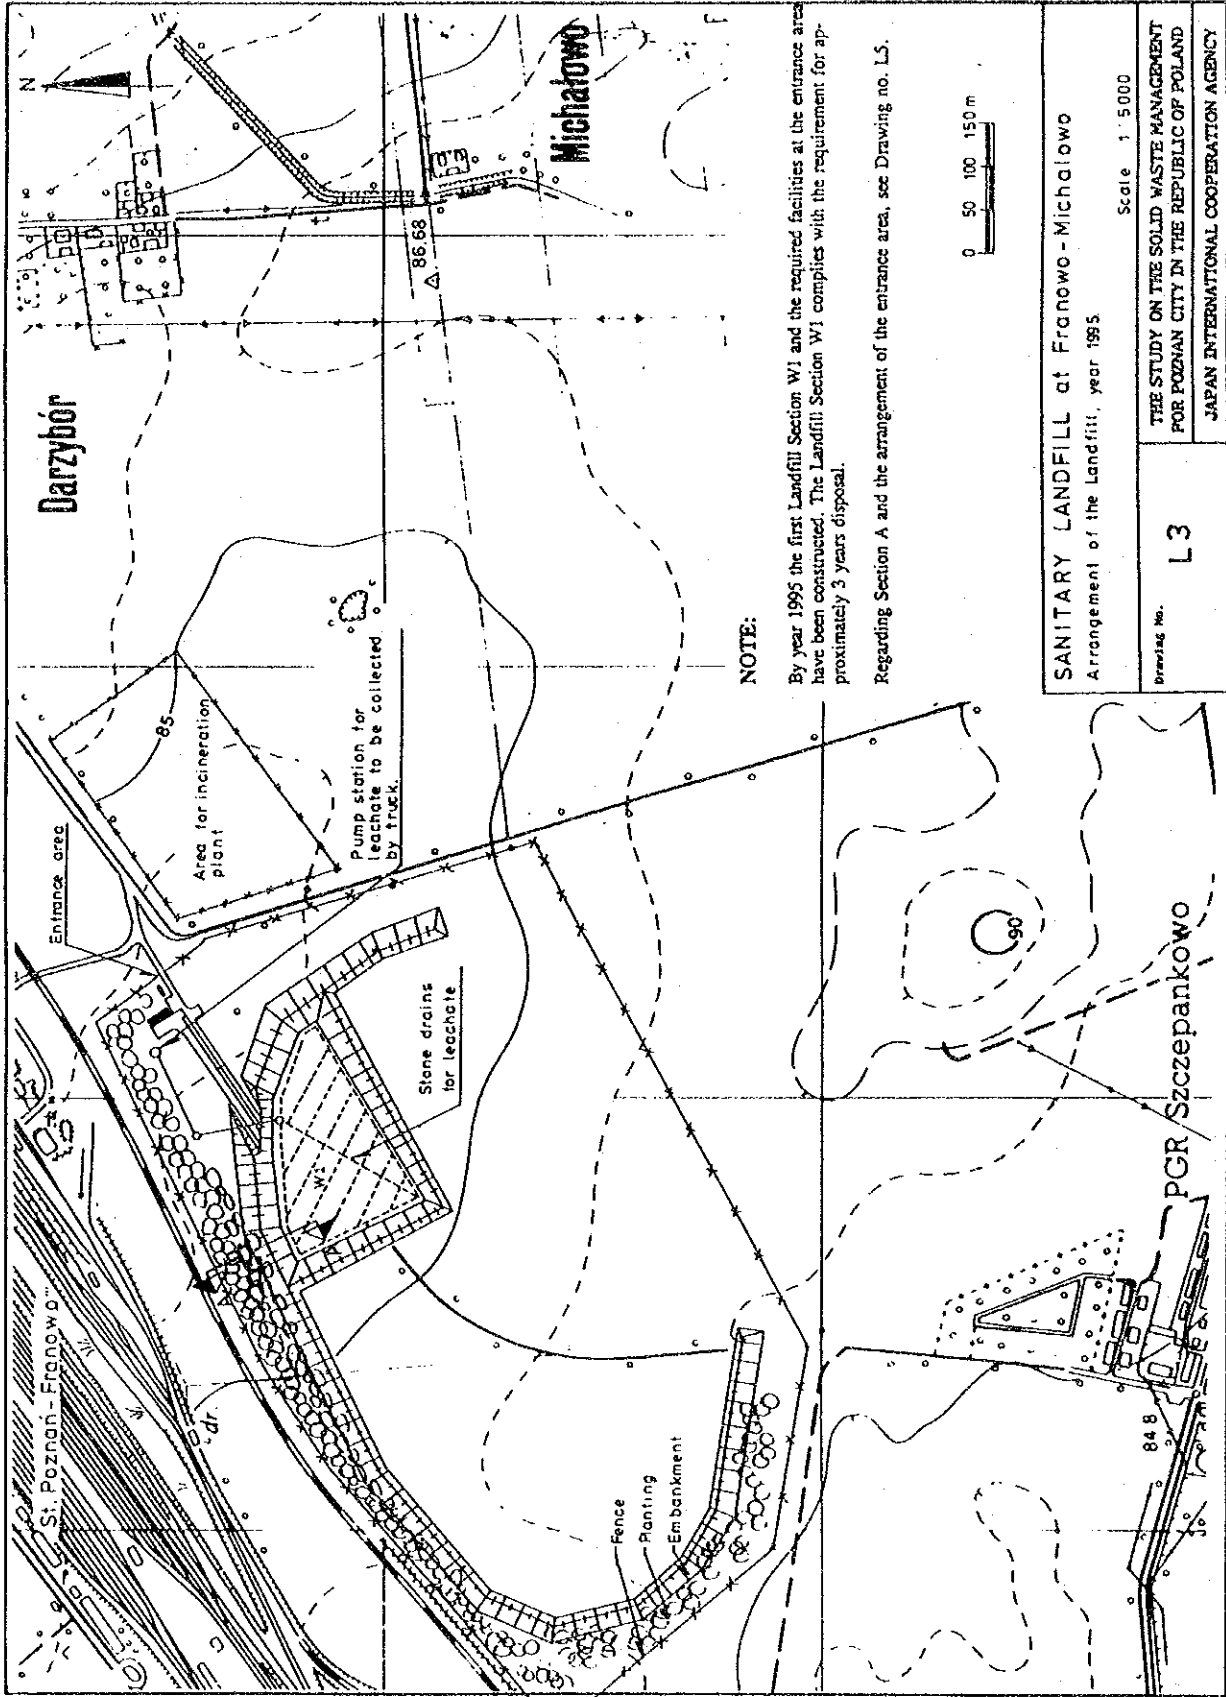 St. Poznań-Franowo"
Darzybór
N
Michałowo
86.68
Entrance area
Area for incineration
plant
85
Pump station for
leachate to be collected
by truck.
Stone drains
for leachate
W1
A
A
dr.
Fence
Planting
Embankment
90
PGR Szczepankowo
84.8
NOTE:
By year 1995 the first Landfill Section W1 and the required facilities at the entrance area
have been constructed. The Landfill Section W1 complies with the requirement for ap-
proximately 3 years disposal.
Regarding Section A and the arrangement of the entrance area, see Drawing no. L5.
0 50 100 150 m
SANITARY LANDFILL at Franowo-Michalowo
Arrangement of the Landfill, year 1995.
Scale 1:5000
Drawing No.
L 3
THE STUDY ON THE SOLID WASTE MANAGEMENT
FOR POZNAN CITY IN THE REPUBLIC OF POLAND
JAPAN INTERNATIONAL COOPERATION AGENCY